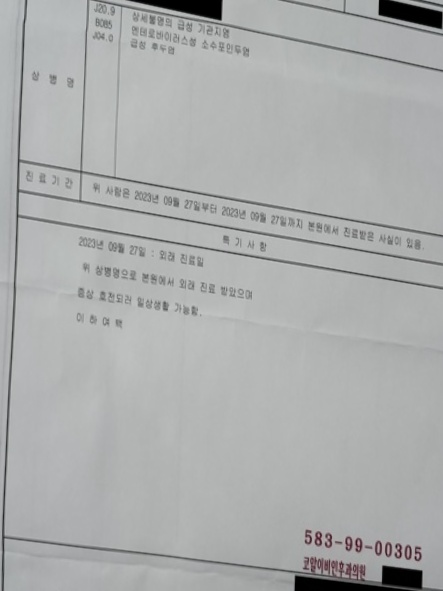 J20.9 상세불명의 급성 기관지염
B085 엔테로바이러스성 소수포인두염
J04.0 급성 후두염
상 병 명
진 료 기 간 위 사람은 2023년 09월 27일부터 2023년 09월 27일까지 본원에서 진료받은 사실이 있음.
특 기 사 항
2023년 09월 27일 : 외래 진료일
위 상병명으로 본원에서 외래 진료 받았으며
증상 호전되러 일상생활 가능함.
이 하 여 백
583-99-00305
코알이비인후과의원